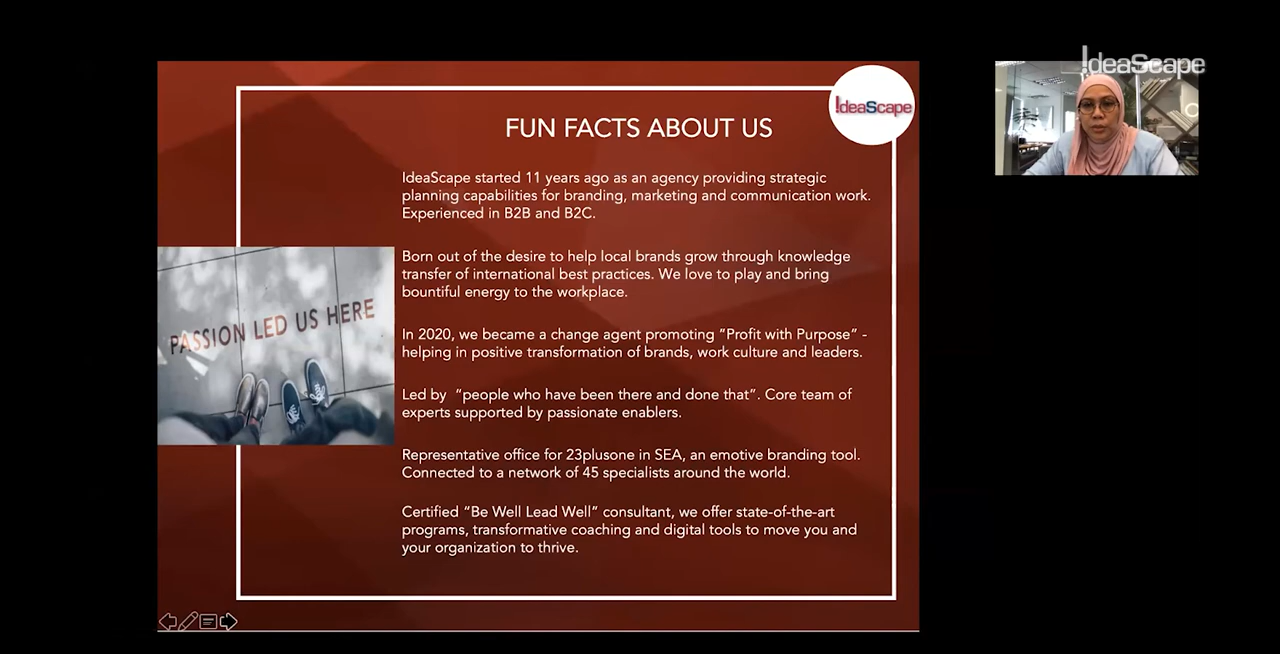 !deaScape
!deaScape
FUN FACTS ABOUT US
IdeaScape started 11 years ago as an agency providing strategic
planning capabilities for branding, marketing and communication work.
Experienced in B2B and B2C.
Born out of the desire to help local brands grow through knowledge
transfer of international best practices. We love to play and bring
bountiful energy to the workplace.
PASSION LED US HERE
In 2020, we became a change agent promoting “Profit with Purpose” -
helping in positive transformation of brands, work culture and leaders.
Led by  “people who have been there and done that”. Core team of
experts supported by passionate enablers.
Representative office for 23plusone in SEA, an emotive branding tool.
Connected to a network of 45 specialists around the world.
Certified “Be Well Lead Well” consultant, we offer state-of-the-art
programs, transformative coaching and digital tools to move you and
your organization to thrive.